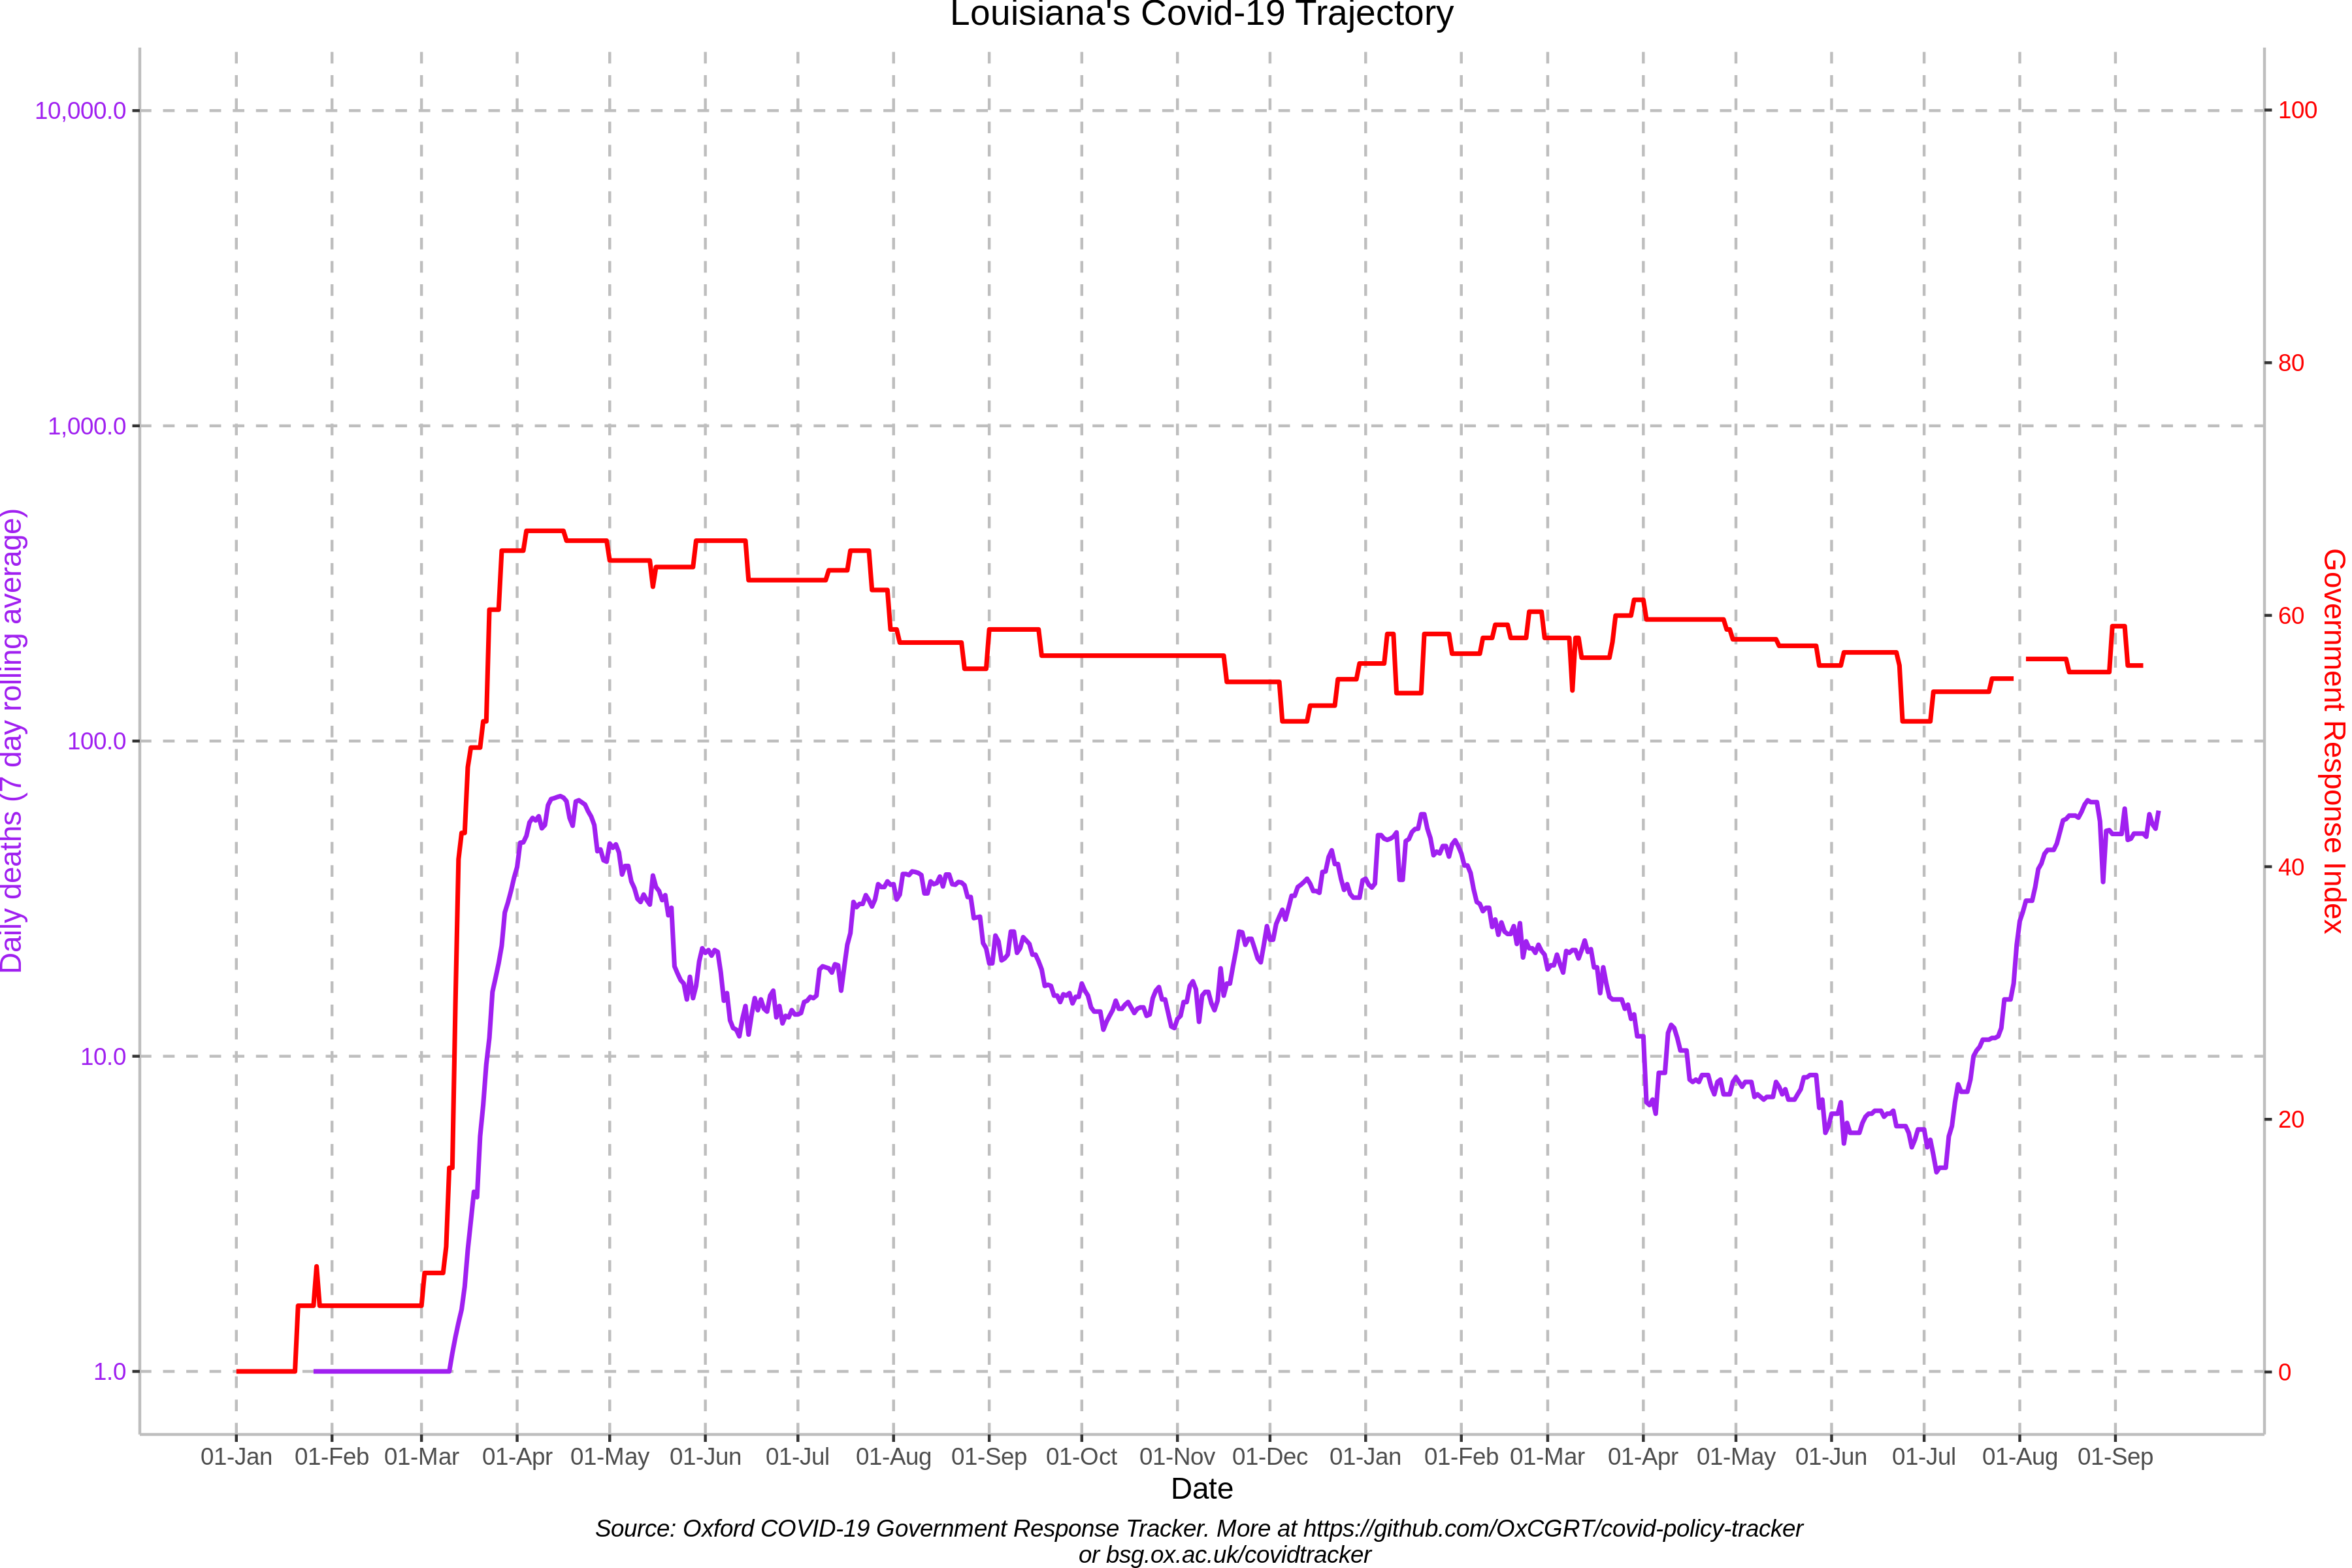 Louisiana's Covid-19 Trajectory
10,000.0
1,000.0
100.0
10.0
1.0
Daily deaths (7 day rolling average)
100
80
60
40
20
0
Government Response Index
01-Jan 01-Feb 01-Mar 01-Apr 01-May 01-Jun 01-Jul 01-Aug 01-Sep 01-Oct 01-Nov 01-Dec 01-Jan 01-Feb 01-Mar 01-Apr 01-May 01-Jun 01-Jul 01-Aug 01-Sep
Date
Source: Oxford COVID-19 Government Response Tracker. More at https://github.com/OxCGRT/covid-policy-tracker
or bsg.ox.ac.uk/covidtracker